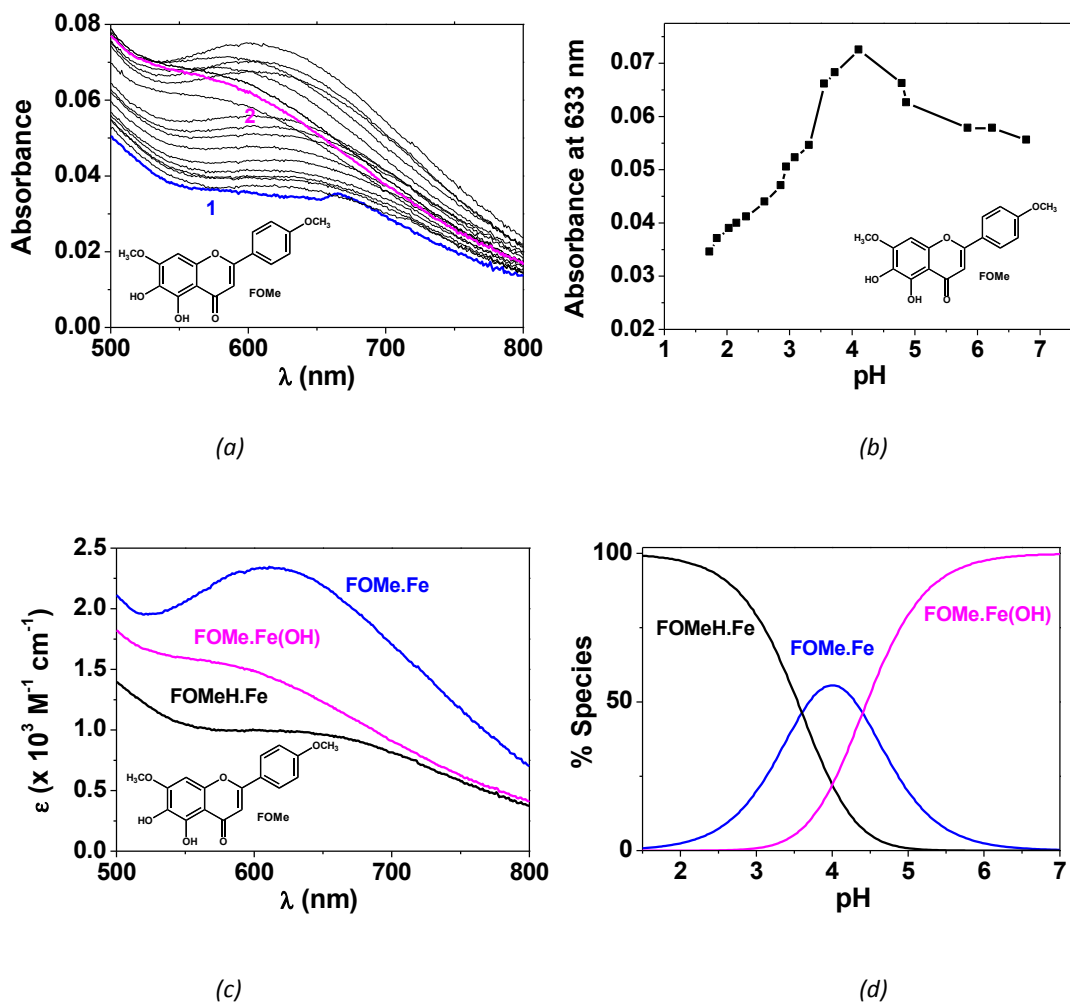 0.08
0.06
0.04
0.02
0.00
500 600 700 800
Absorbance
λ (nm)
1
2
OCH₃
H₃CO
O
HO
OH
O
FOMe
(a)
0.07
0.06
0.05
0.04
0.03
0.02
1 2 3 4 5 6 7
Absorbance at 633 nm
pH
OCH₃
H₃CO
O
HO
OH
O
FOMe
(b)
2.5
2.0
1.5
1.0
0.5
0.0
500 600 700 800
ε (x 10³ M⁻¹ cm⁻¹)
λ (nm)
FOMe.Fe
FOMe.Fe(OH)
FOMeH.Fe
OCH₃
H₃CO
O
HO
OH
O
FOMe
(c)
100
50
0
2 3 4 5 6 7
% Species
pH
FOMeH.Fe
FOMe.Fe
FOMe.Fe(OH)
(d)